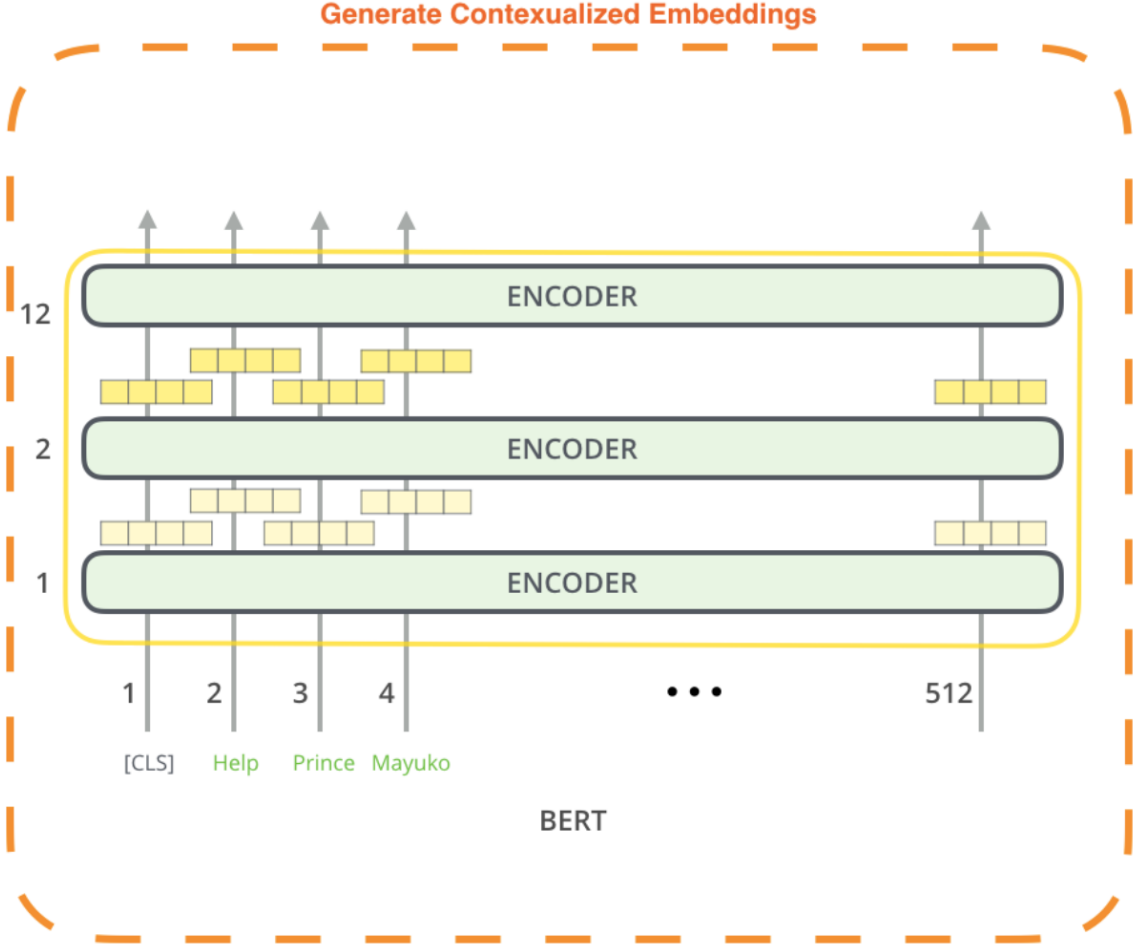 Generate Contexualized Embeddings
12 ENCODER
2 ENCODER
1 ENCODER
1 2 3 4 ••• 512
[CLS] Help Prince Mayuko
BERT